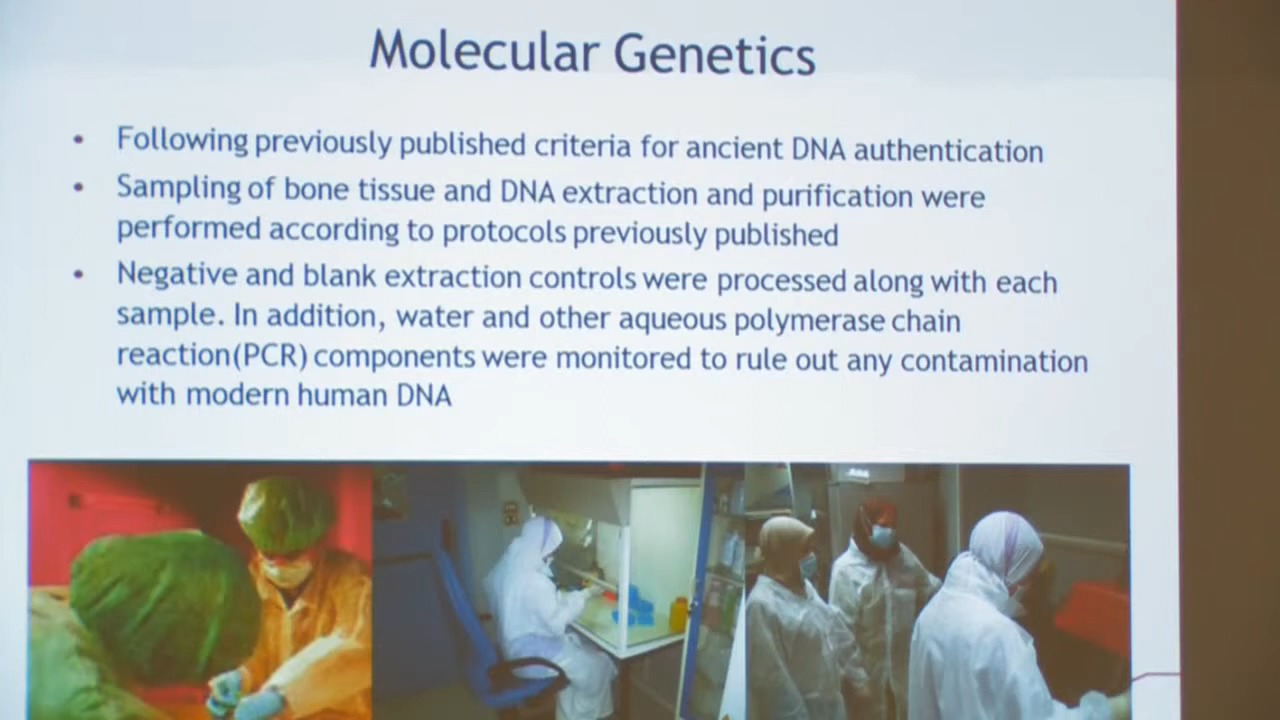 Molecular Genetics
• Following previously published criteria for ancient DNA authentication
• Sampling of bone tissue and DNA extraction and purification were
performed according to protocols previously published
• Negative and blank extraction controls were processed along with each
sample. In addition, water and other aqueous polymerase chain
reaction(PCR) components were monitored to rule out any contamination
with modern human DNA